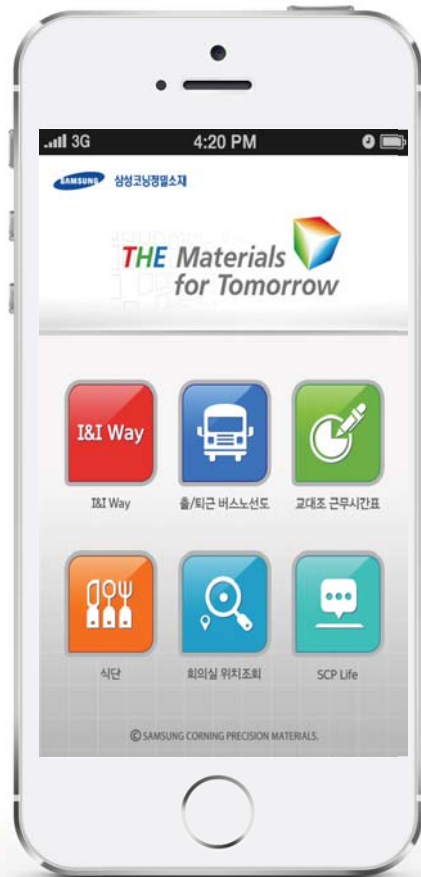 3G 4:20 PM
SAMSUNG 삼성코닝정밀소재
THE Materials
for Tomorrow
I&I Way
I&I Way 출/퇴근 버스노선도 교대조 근무시간표
식단 회의실 위치조회 SCP Life
© SAMSUNG CORNING PRECISION MATERIALS.